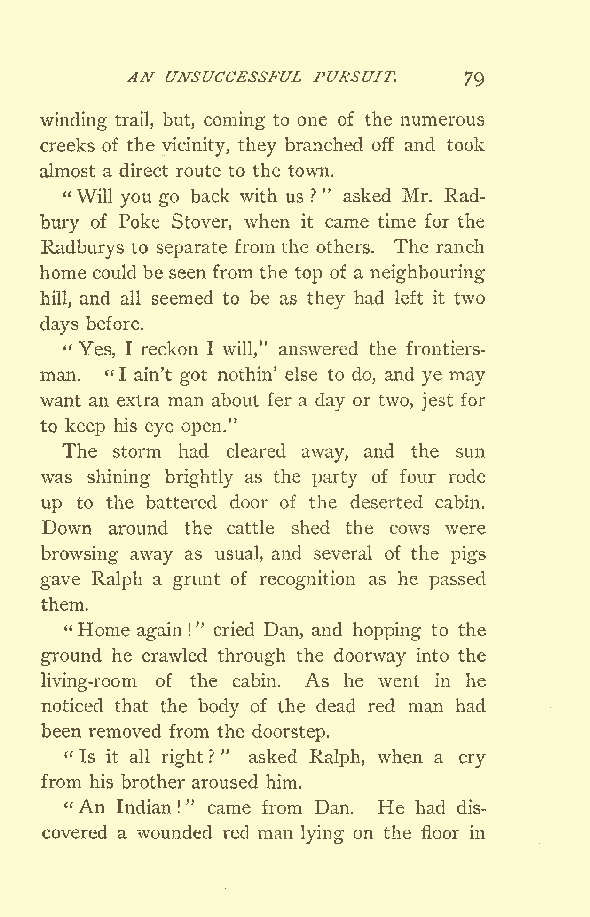 AN UNSUCCESSFUL PURSUIT. 79
winding trail, but, coming to one of the numerous
creeks of the vicinity, they branched off and took
almost a direct route to the town.
"Will you go back with us?" asked Mr. Rad-
bury of Poke Stover, when it came time for the
Radburys to separate from the others. The ranch
home could be seen from the top of a neighbouring
hill, and all seemed to be as they had left it two
days before.
"Yes, I reckon I will," answered the frontiers-
man. "I ain't got nothin' else to do, and ye may
want an extra man about fer a day or two, jest for
to keep his eye open."
The storm had cleared away, and the sun
was shining brightly as the party of four rode
up to the battered door of the deserted cabin.
Down around the cattle shed the cows were
browsing away as usual, and several of the pigs
gave Ralph a grunt of recognition as he passed
them.
"Home again!" cried Dan, and hopping to the
ground he crawled through the doorway into the
living-room of the cabin. As he went in he
noticed that the body of the dead red man had
been removed from the doorstep.
"Is it all right?" asked Ralph, when a cry
from his brother aroused him.
"An Indian!" came from Dan. He had dis-
covered a wounded red man lying on the floor in